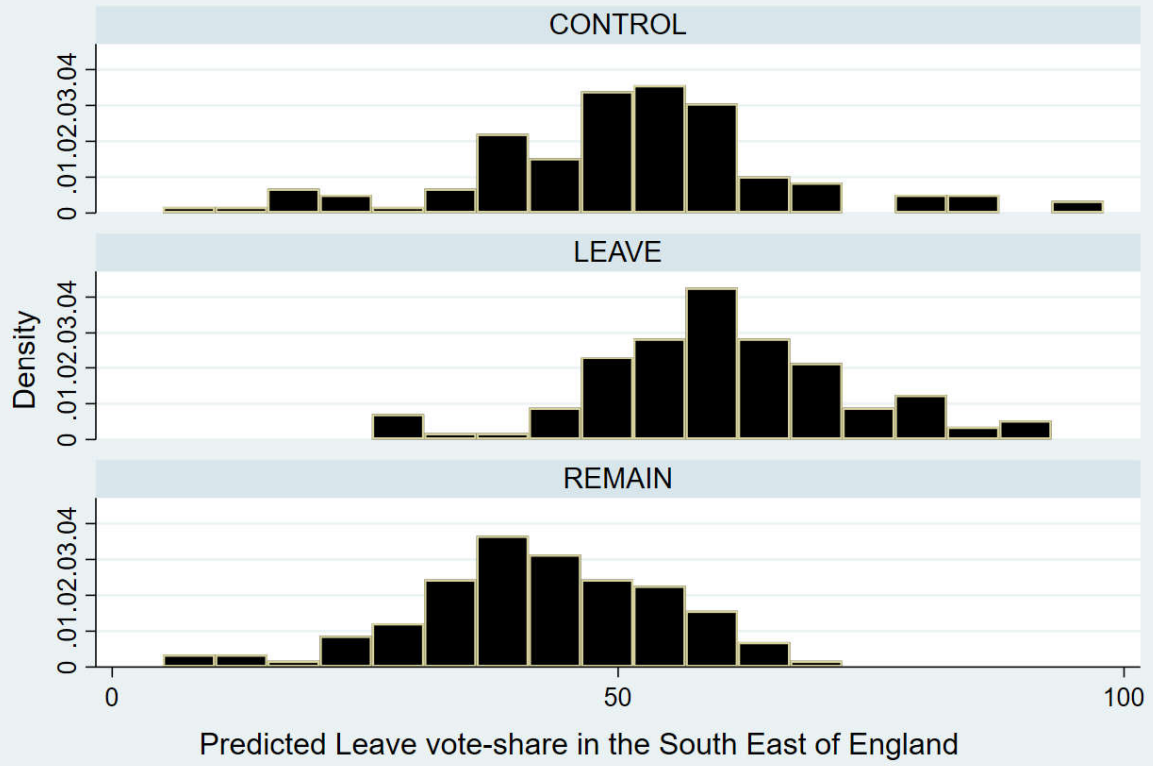 CONTROL
0 .01.02.03.04
LEAVE
0 .01.02.03.04
Density
REMAIN
0 .01.02.03.04
0 50 100
Predicted Leave vote-share in the South East of England